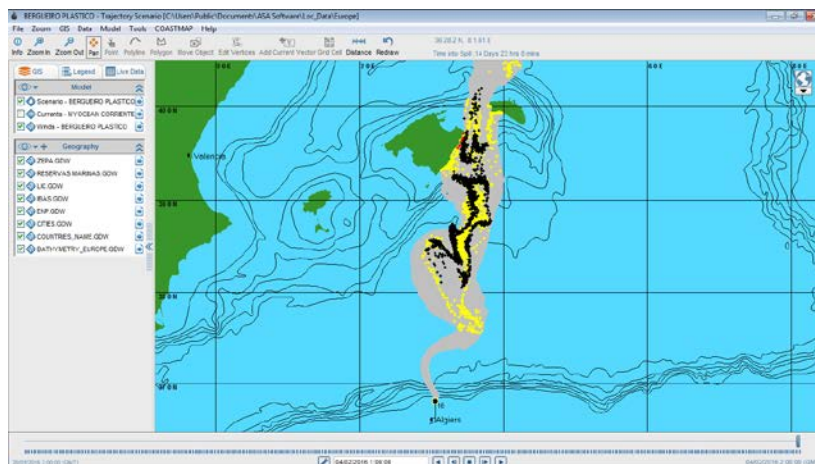 BERGUEIRO PLASTICO - Trajectory Scenario [C:\Users\Public\Documents\ASA Software\Loc_Data\Europe]
File Zoom GIS Data Model Tools COASTMAP Help
Info Zoom In Zoom Out Pan Point Polyline Polygon Move Object Edit Vertices Add Current Vector Grid Cell Distance Redraw
Time into Spill: 14 Days 23 hrs 0 mins
GIS Legend Live Data
Model
Scenario - BERGUEIRO PLASTICO
Currents - MYOCEAN CORRIENTE
Winds - BERGUEIRO PLASTICO
Geography
ZEPA.GDW
RESERVAS MARINAS.GDW
LIC.GDW
IBAS.GDW
ENP.GDW
CITIES.GDW
COUNTRIES_NAME.GDW
BATHYMETRY_EUROPE.GDW
Valencia
Algiers